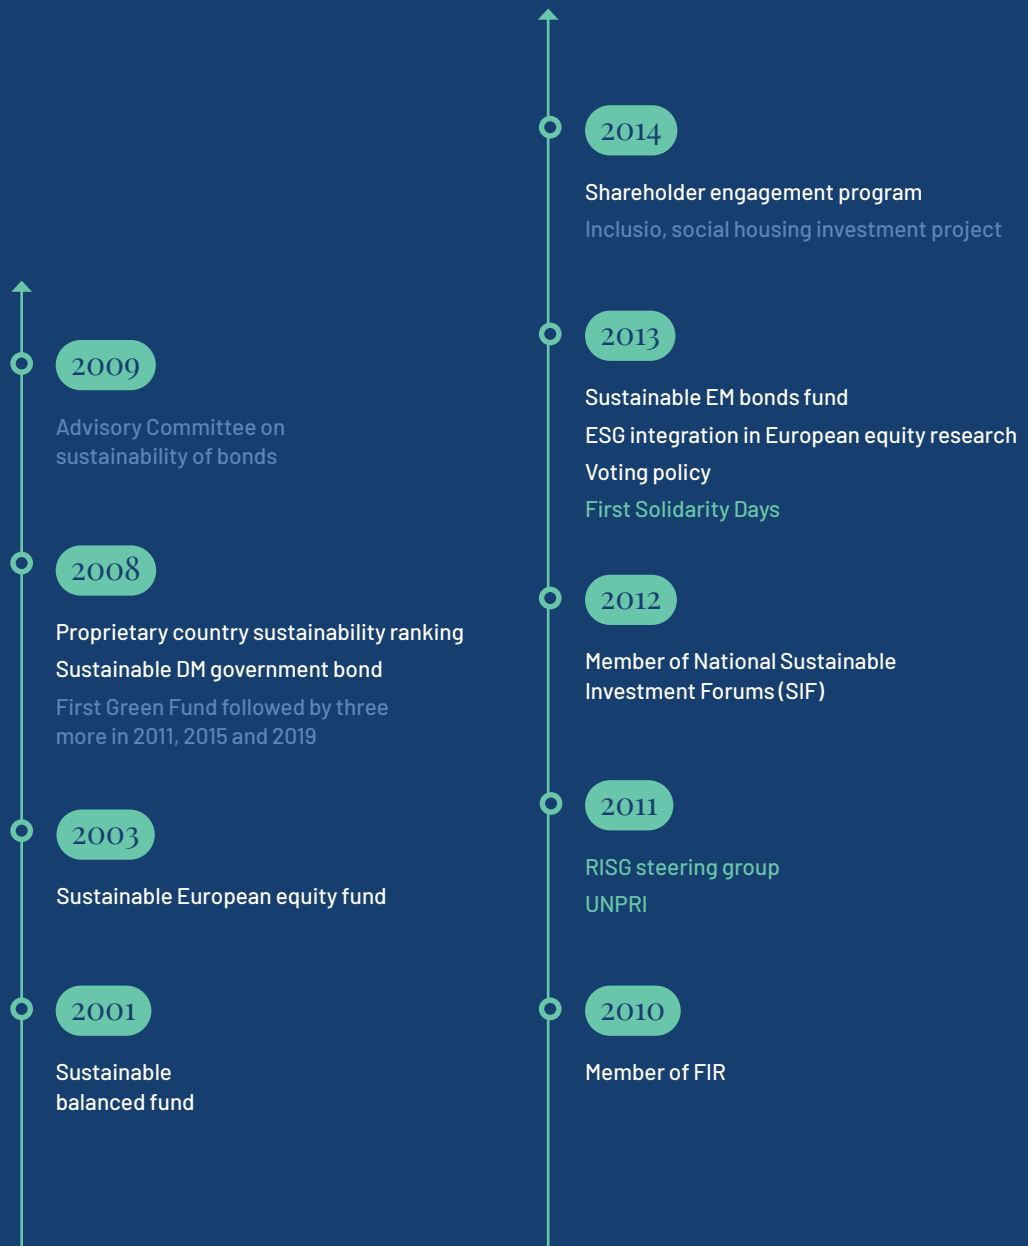 2009
Advisory Committee on
sustainability of bonds
2008
Proprietary country sustainability ranking
Sustainable DM government bond
First Green Fund followed by three
more in 2011, 2015 and 2019
2003
Sustainable European equity fund
2001
Sustainable
balanced fund
2014
Shareholder engagement program
Inclusio, social housing investment project
2013
Sustainable EM bonds fund
ESG integration in European equity research
Voting policy
First Solidarity Days
2012
Member of National Sustainable
Investment Forums (SIF)
2011
RISG steering group
UNPRI
2010
Member of FIR